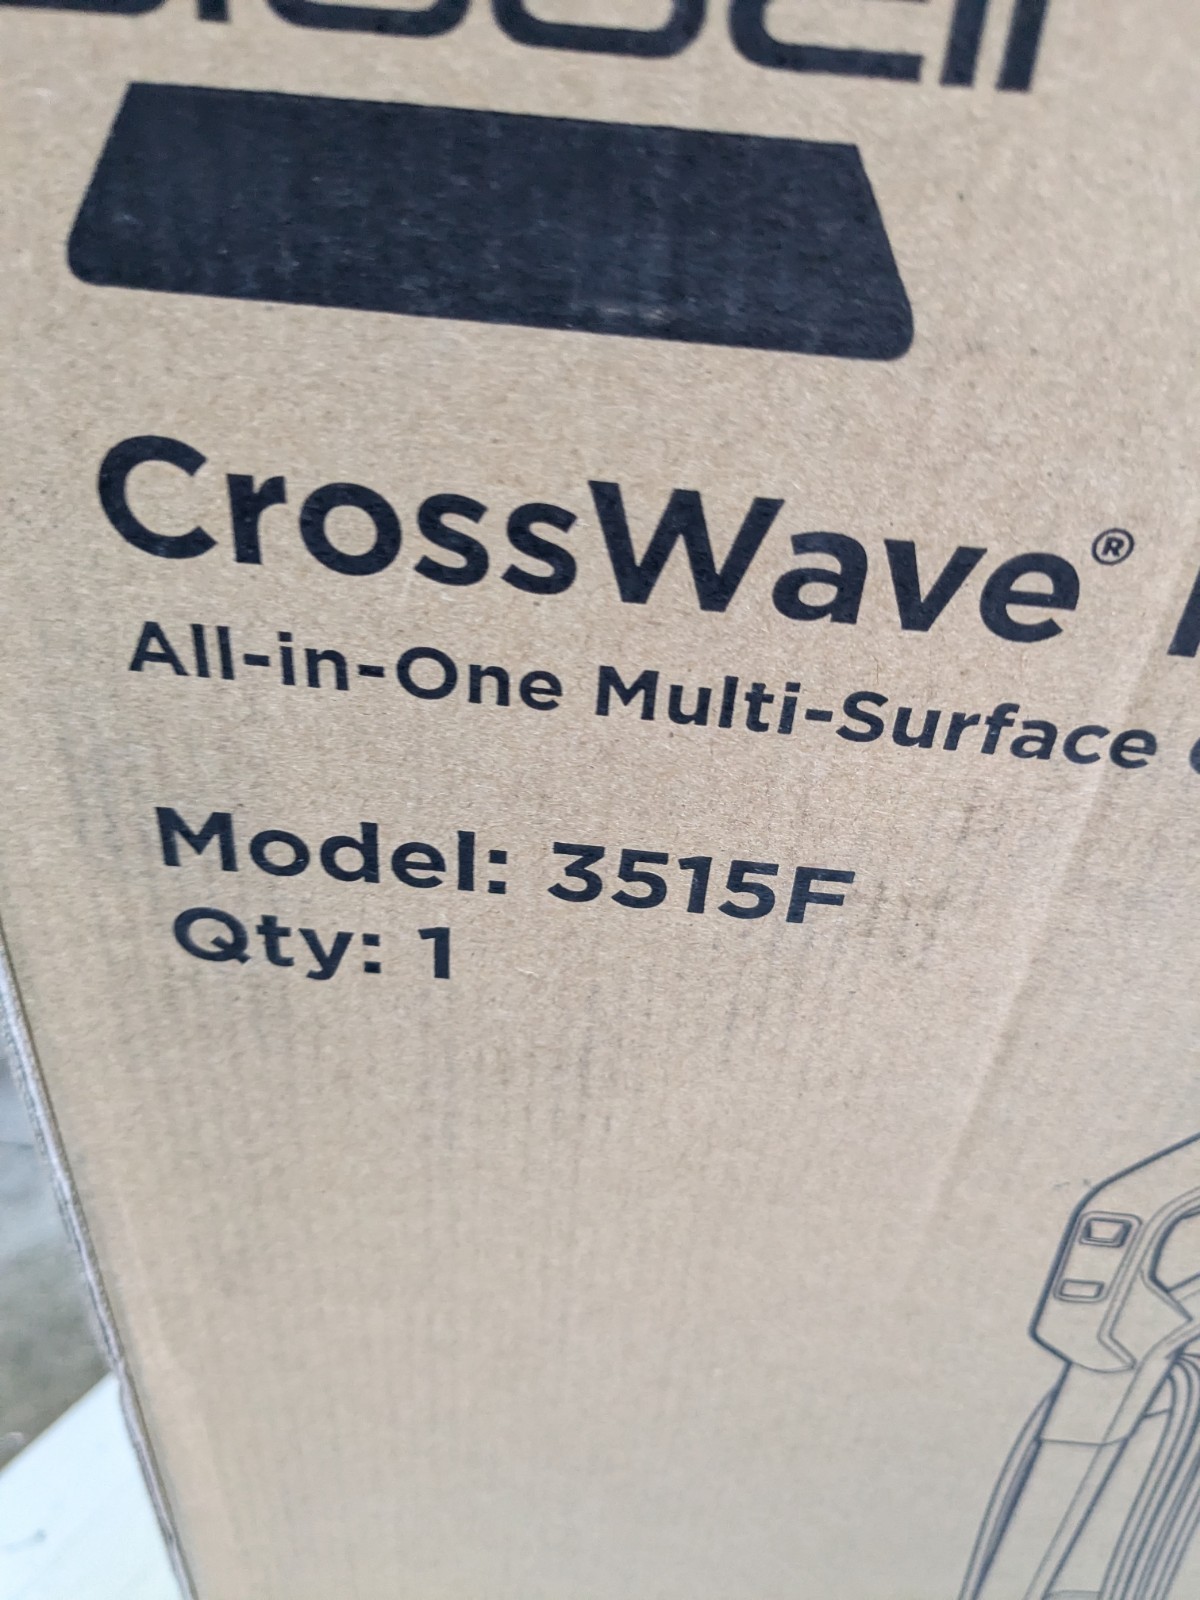 CrossWave®
All-in-One Multi-Surface
Model: 3515F
Qty: 1